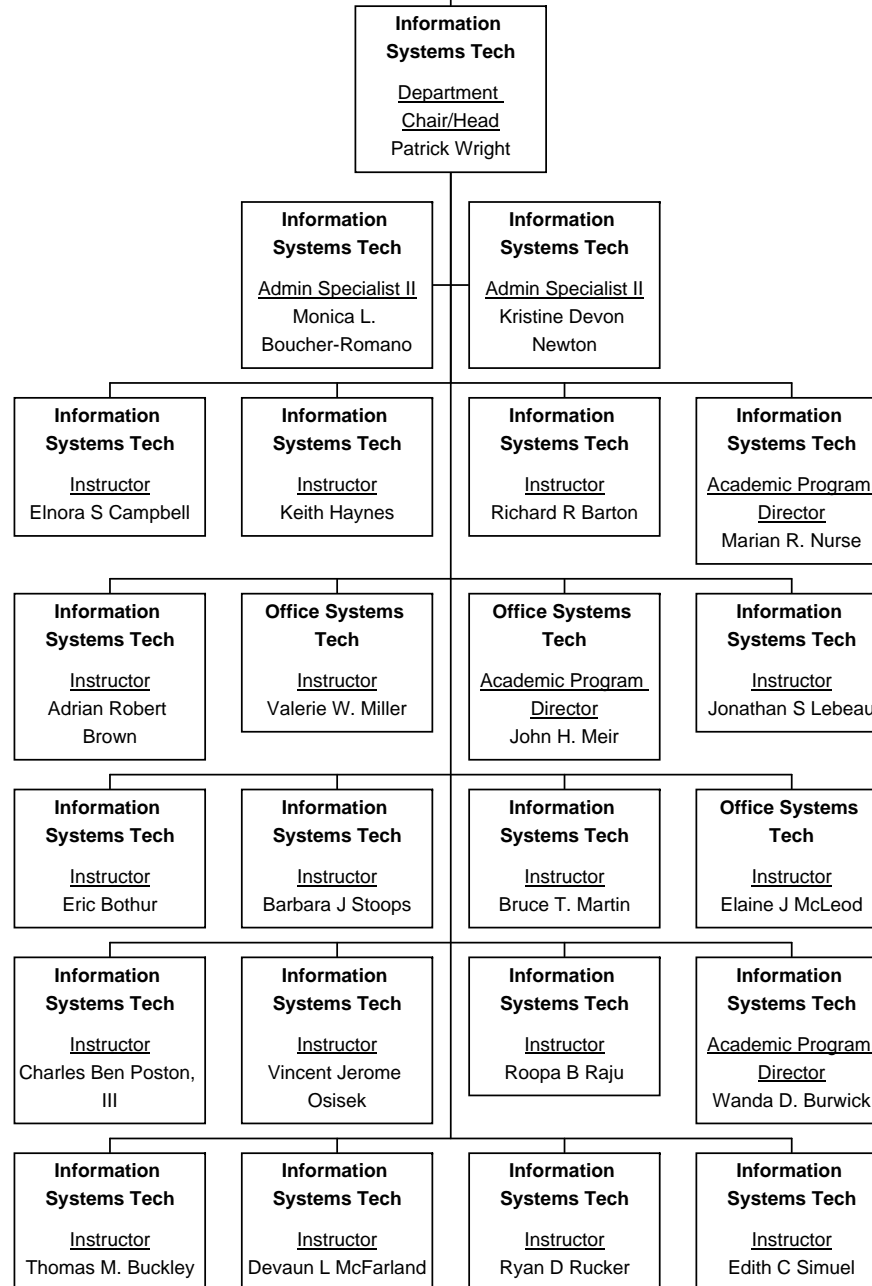 Information
Systems Tech
Department
Chair/Head
Patrick Wright
Information
Systems Tech
Admin Specialist II
Monica L.
Boucher-Romano
Information
Systems Tech
Admin Specialist II
Kristine Devon
Newton
Information
Systems Tech
Instructor
Elnora S Campbell
Information
Systems Tech
Instructor
Keith Haynes
Information
Systems Tech
Instructor
Richard R Barton
Information
Systems Tech
Academic Program
Director
Marian R. Nurse
Information
Systems Tech
Instructor
Adrian Robert
Brown
Office Systems
Tech
Instructor
Valerie W. Miller
Office Systems
Tech
Academic Program
Director
John H. Meir
Information
Systems Tech
Instructor
Jonathan S Lebeau
Information
Systems Tech
Instructor
Eric Bothur
Information
Systems Tech
Instructor
Barbara J Stoops
Information
Systems Tech
Instructor
Bruce T. Martin
Office Systems
Tech
Instructor
Elaine J McLeod
Information
Systems Tech
Instructor
Charles Ben Poston,
III
Information
Systems Tech
Instructor
Vincent Jerome
Osisek
Information
Systems Tech
Instructor
Roopa B Raju
Information
Systems Tech
Academic Program
Director
Wanda D. Burwick
Information
Systems Tech
Instructor
Thomas M. Buckley
Information
Systems Tech
Instructor
Devaun L McFarland
Information
Systems Tech
Instructor
Ryan D Rucker
Information
Systems Tech
Instructor
Edith C Simuel